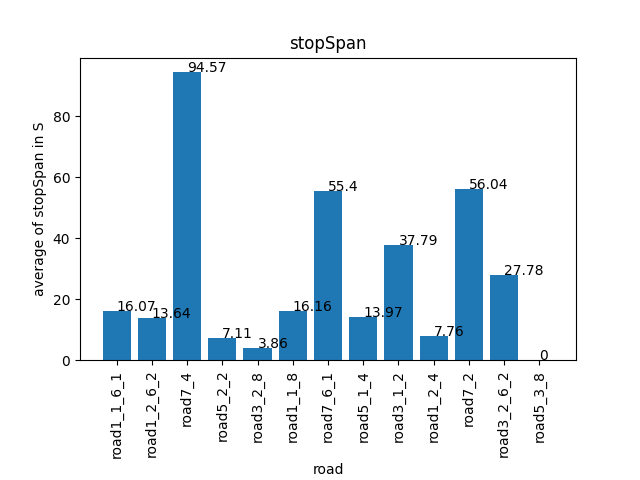 stopSpan
average of stopSpan in S
80
60
40
20
0
94.57
55.4
56.04
37.79
27.78
16.07
13.64
7.11
3.86
16.16
13.97
7.76
0
road1_1_6_1
road1_2_6_2
road7_4
road5_2_2
road3_2_8
road1_1_8
road7_6_1
road5_1_4
road3_1_2
road1_2_4
road7_2
road3_2_6_2
road5_3_8
road